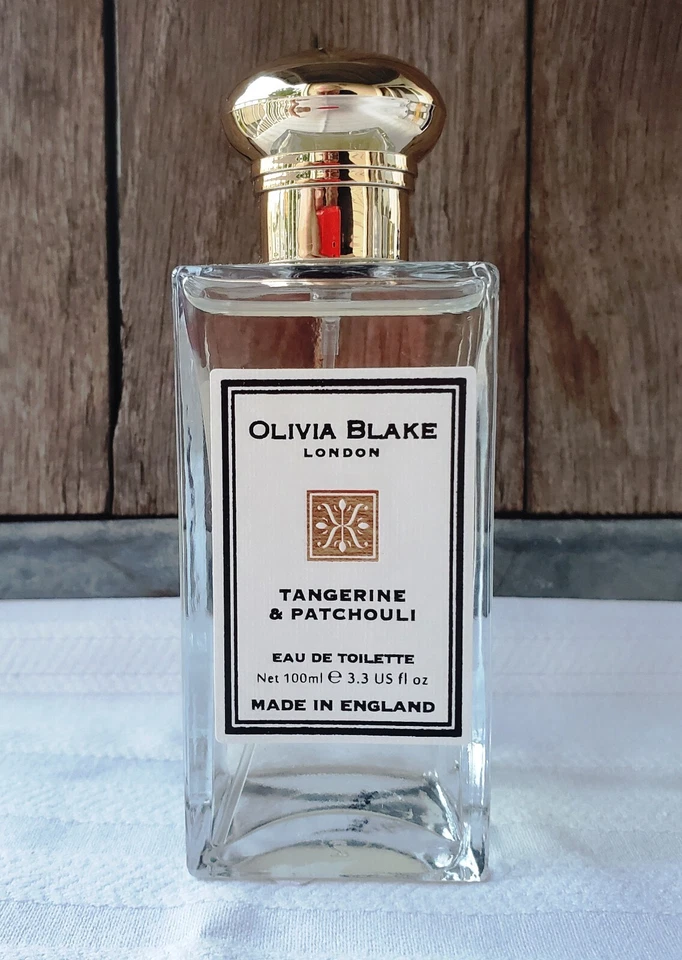 OLIVIA BLAKE
LONDON
TANGERINE
& PATCHOULI
EAU DE TOILETTE
Net 100ml ℮ 3.3 US fl oz
MADE IN ENGLAND